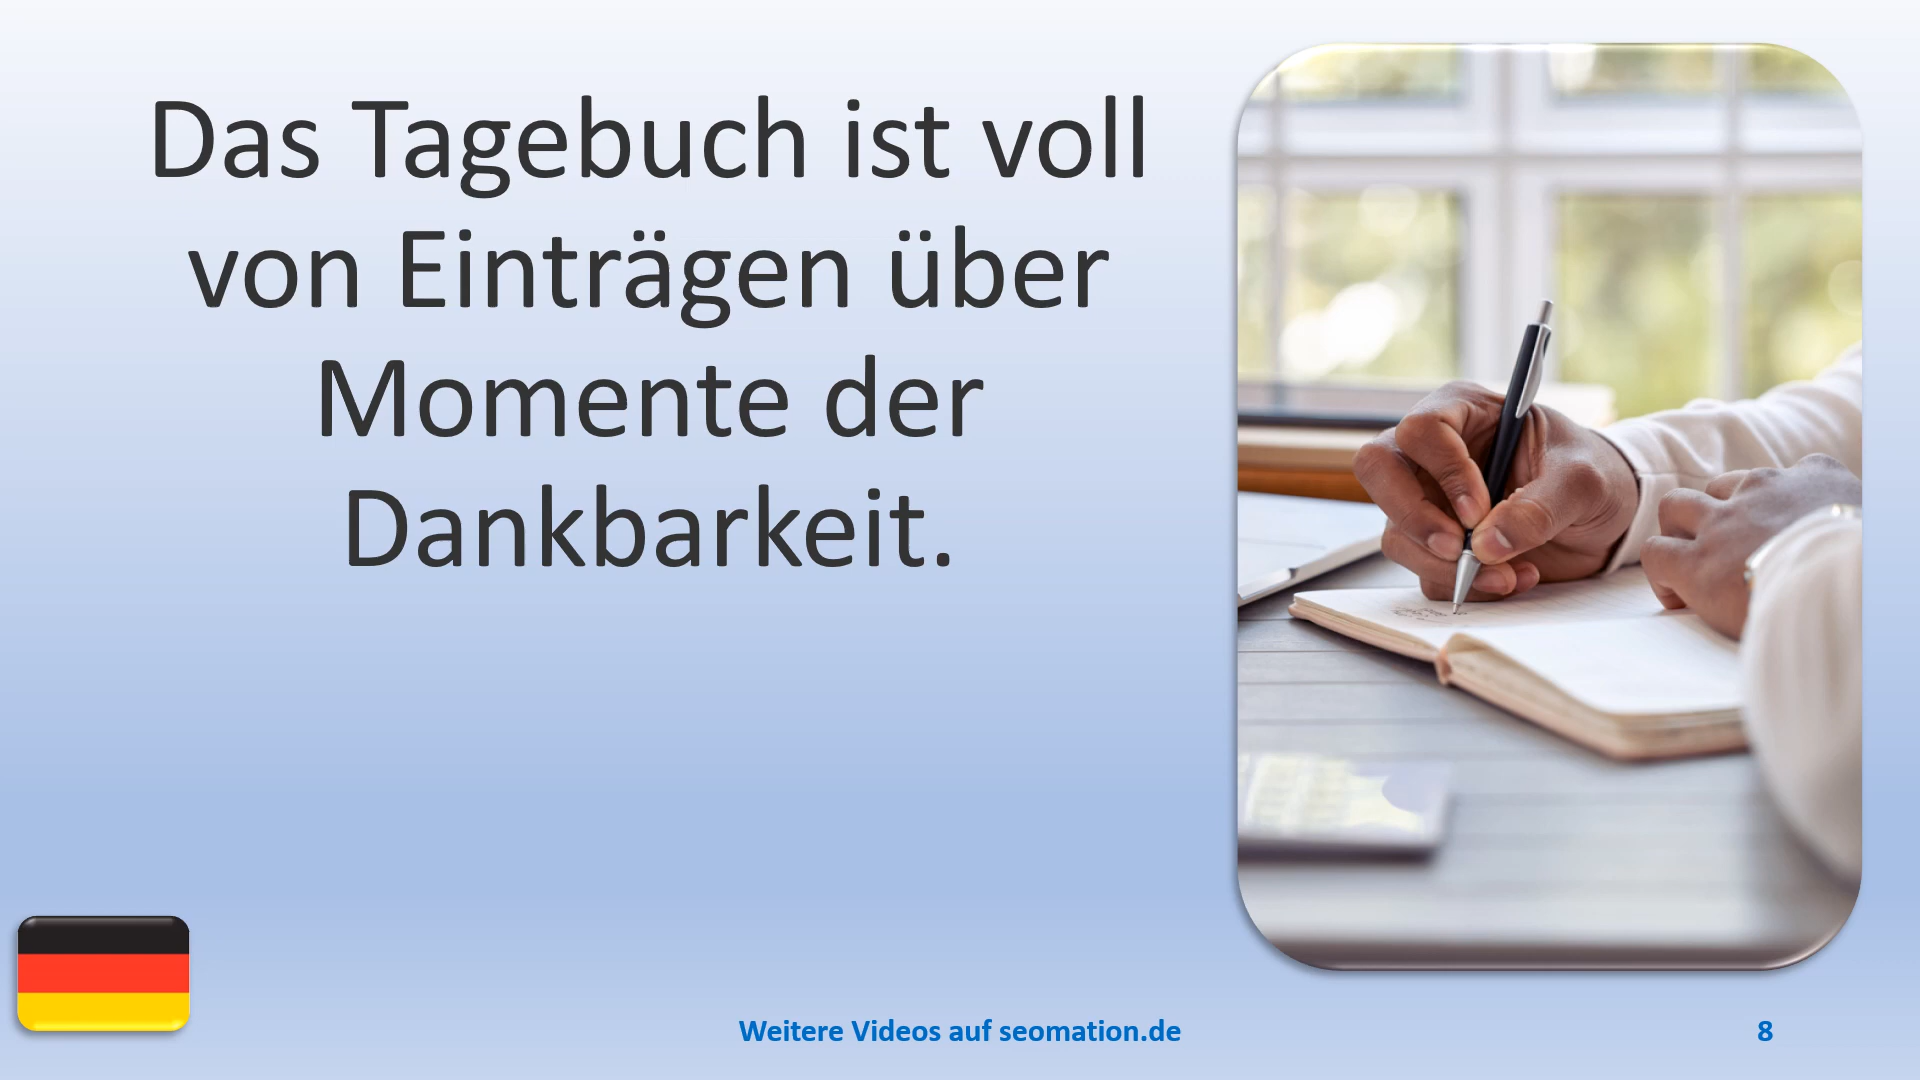 Das Tagebuch ist voll
von Einträgen über
Momente der
Dankbarkeit.
Weitere Videos auf seomation.de
8